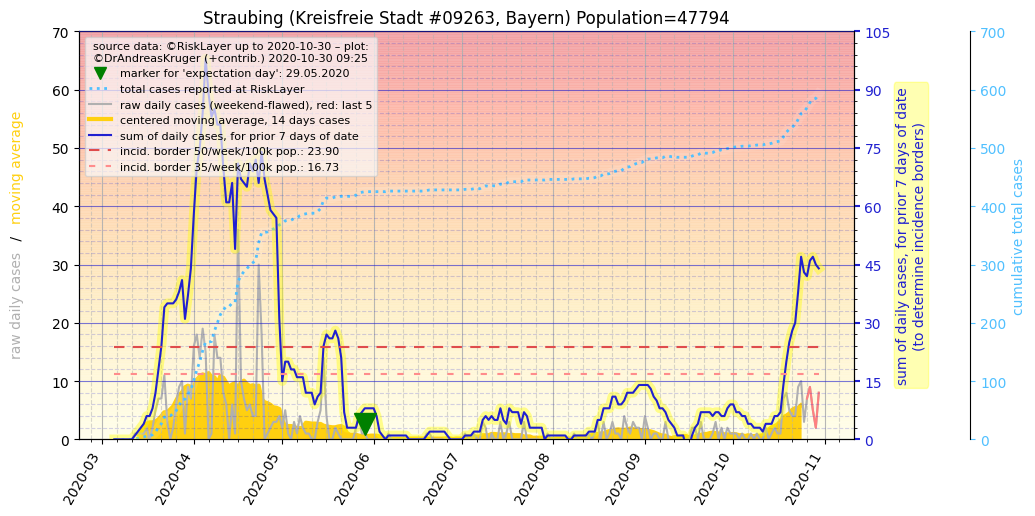 Straubing (Kreisfreie Stadt #09263, Bayern) Population=47794
source data: ©RiskLayer up to 2020-10-30 – plot:
©DrAndreasKruger (+contrib.) 2020-10-30 09:25
marker for 'expectation day': 29.05.2020
total cases reported at RiskLayer
raw daily cases (weekend-flawed), red: last 5
centered moving average, 14 days cases
sum of daily cases, for prior 7 days of date
incid. border 50/week/100k pop.: 23.90
incid. border 35/week/100k pop.: 16.73
raw daily cases / moving average
70
60
50
40
30
20
10
0
105
90
75
60
45
30
15
0
sum of daily cases, for prior 7 days of date
(to determine incidence borders)
700
600
500
400
300
200
100
0
cumulative total cases
2020-03
2020-04
2020-05
2020-06
2020-07
2020-08
2020-09
2020-10
2020-11